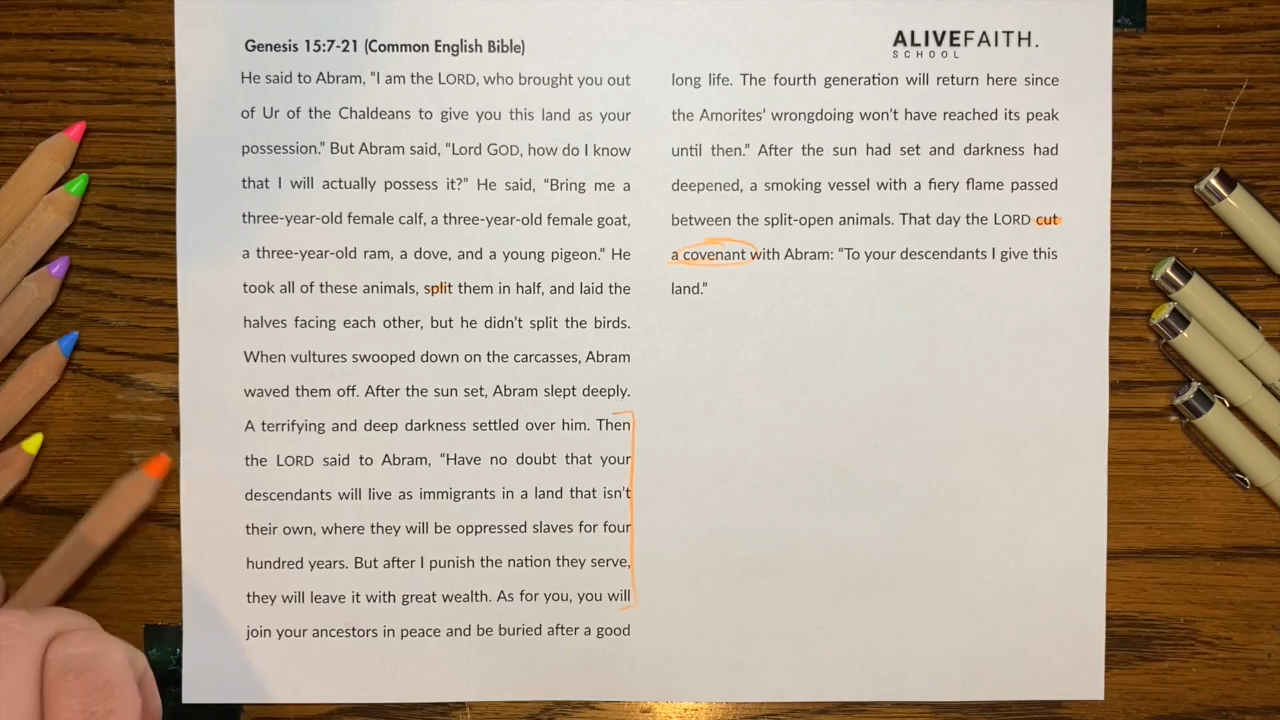 Genesis 15:7-21 (Common English Bible)
ALIVEFAITH.
SCHOOL
He said to Abram, “I am the LORD, who brought you out
of Ur of the Chaldeans to give you this land as your
possession.” But Abram said, “Lord GOD, how do I know
that I will actually possess it?” He said, “Bring me a
three-year-old female calf, a three-year-old female goat,
a three-year-old ram, a dove, and a young pigeon.” He
took all of these animals, split them in half, and laid the
halves facing each other, but he didn’t split the birds.
When vultures swooped down on the carcasses, Abram
waved them off. After the sun set, Abram slept deeply.
A terrifying and deep darkness settled over him. Then
the LORD said to Abram, “Have no doubt that your
descendants will live as immigrants in a land that isn’t
their own, where they will be oppressed slaves for four
hundred years. But after I punish the nation they serve,
they will leave it with great wealth. As for you, you will
join your ancestors in peace and be buried after a good
long life. The fourth generation will return here since
the Amorites’ wrongdoing won’t have reached its peak
until then.” After the sun had set and darkness had
deepened, a smoking vessel with a fiery flame passed
between the split-open animals. That day the LORD cut
a covenant with Abram: “To your descendants I give this
land.”